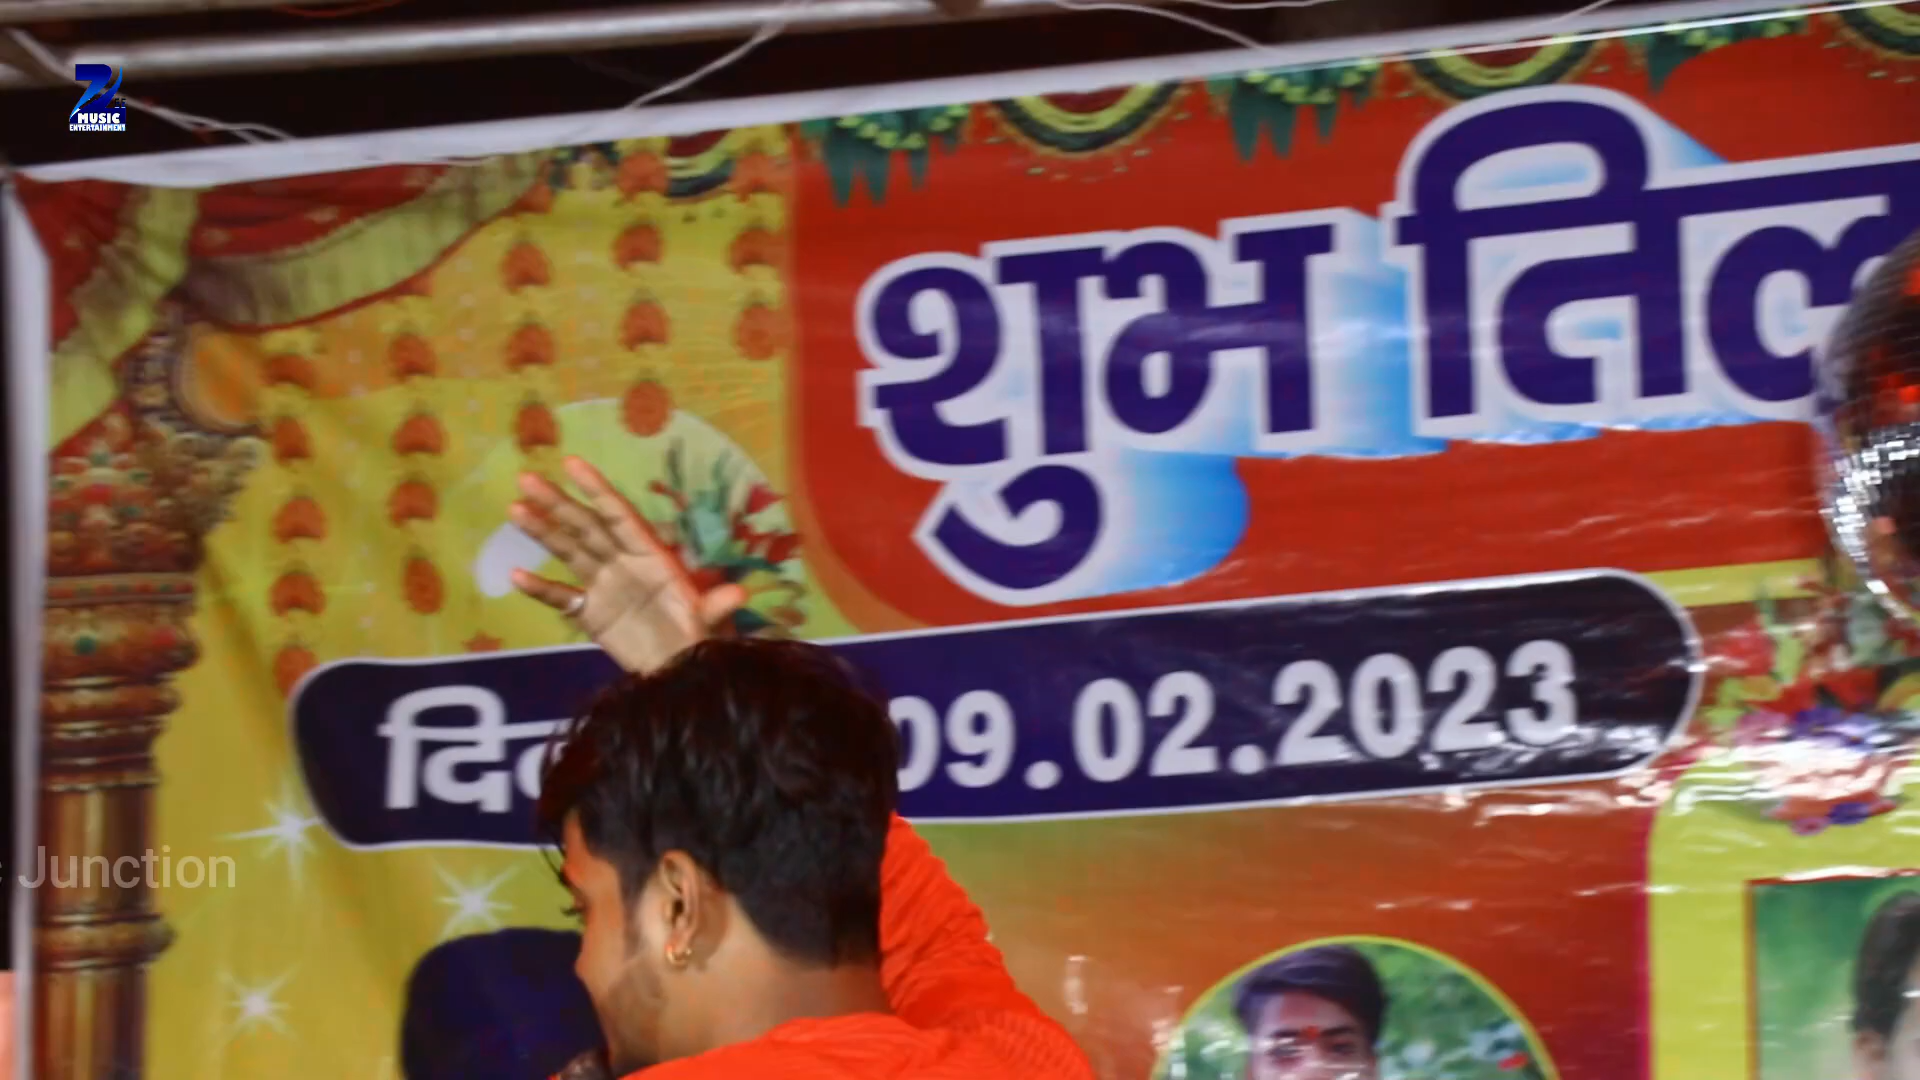 MUSIC
ENTERTAINMENT
शुभ
09.02.2023
Junction